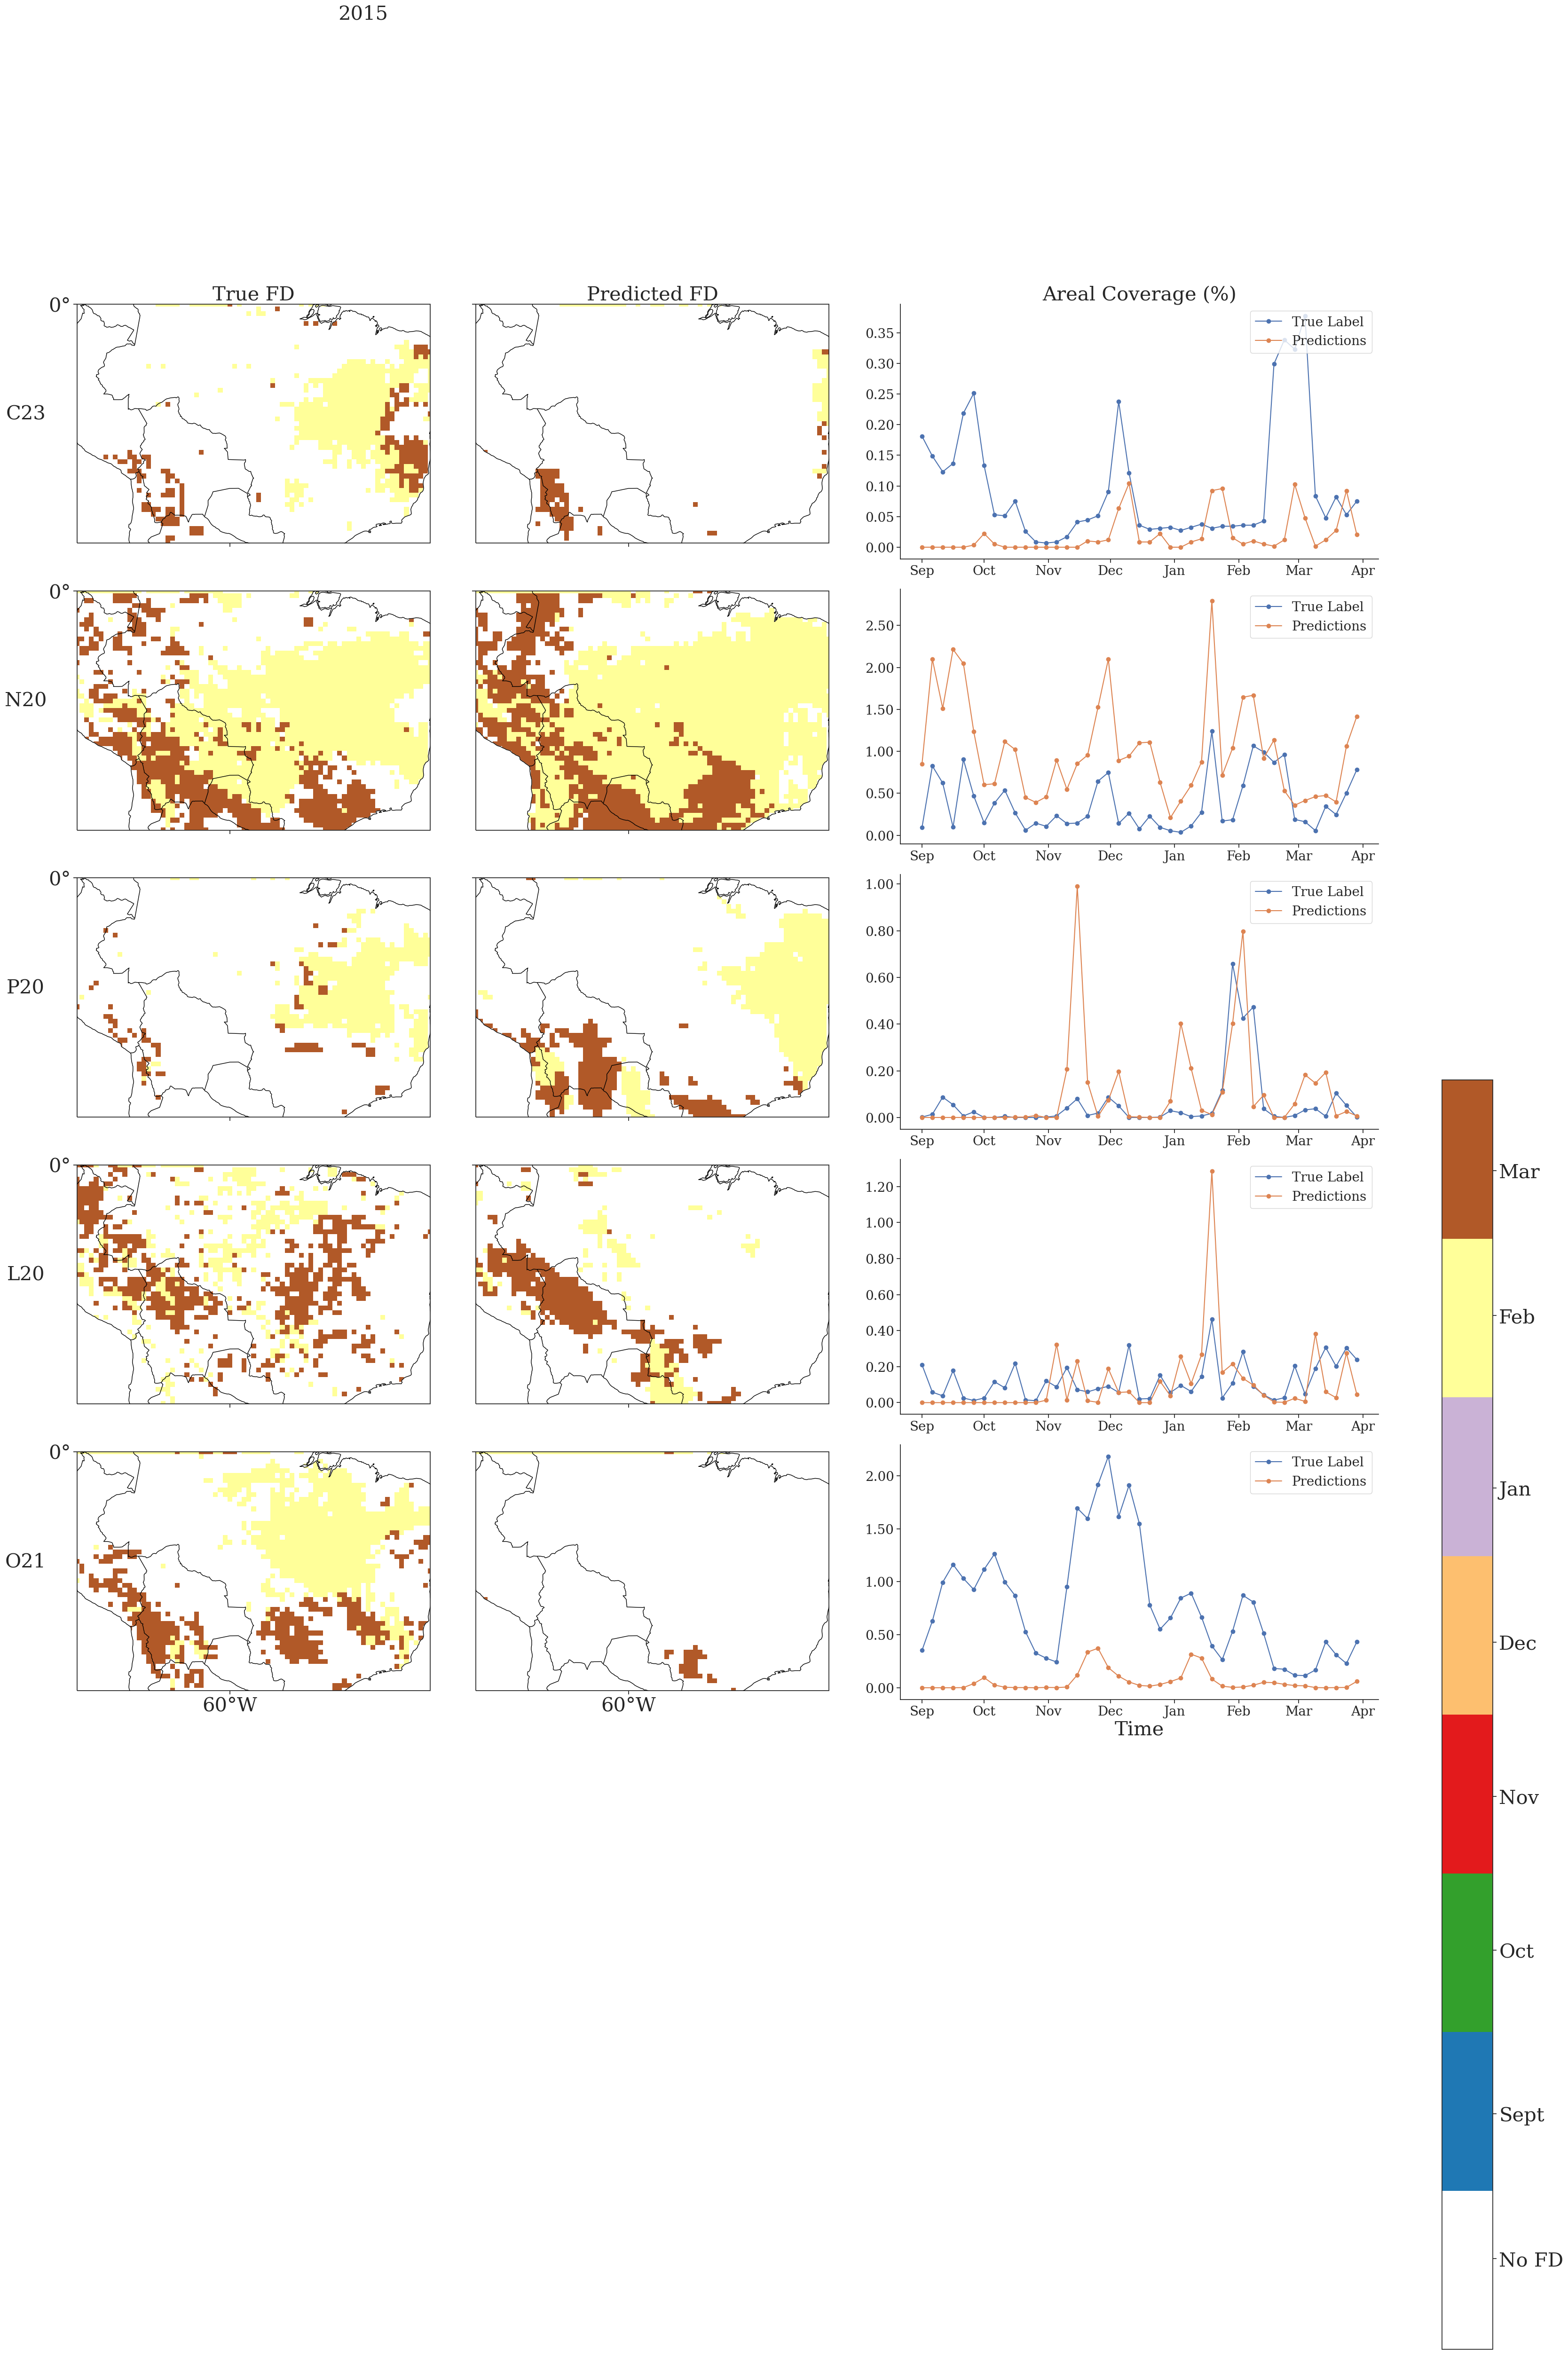 2015
True FD
Predicted FD
Areal Coverage (%)
0°
C23
0.35
0.30
0.25
0.20
0.15
0.10
0.05
0.00
True Label
Predictions
Sep Oct Nov Dec Jan Feb Mar Apr
0°
N20
2.50
2.00
1.50
1.00
0.50
0.00
True Label
Predictions
Sep Oct Nov Dec Jan Feb Mar Apr
0°
P20
1.00
0.80
0.60
0.40
0.20
0.00
True Label
Predictions
Sep Oct Nov Dec Jan Feb Mar Apr
0°
L20
1.20
1.00
0.80
0.60
0.40
0.20
0.00
True Label
Predictions
Sep Oct Nov Dec Jan Feb Mar Apr
0°
O21
60°W
60°W
2.00
1.50
1.00
0.50
0.00
True Label
Predictions
Sep Oct Nov Dec Jan Feb Mar Apr
Time
Mar
Feb
Jan
Dec
Nov
Oct
Sept
No FD